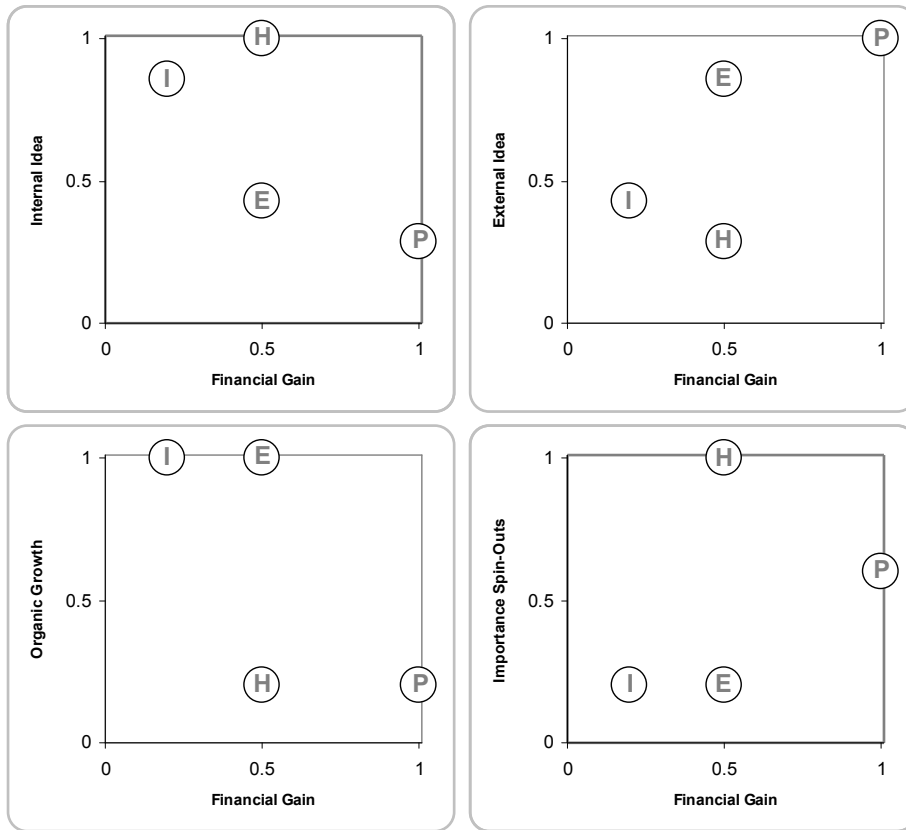 1
H
I
Internal Idea
0.5
E
P
0
0
0.5
1
Financial Gain
1
P
E
External Idea
0.5
I
H
0
0
0.5
1
Financial Gain
1
I
E
Organic Growth
0.5
H
P
0
0
0.5
1
Financial Gain
1
H
Importance Spin-Outs
P
0.5
I
E
0
0
0.5
1
Financial Gain